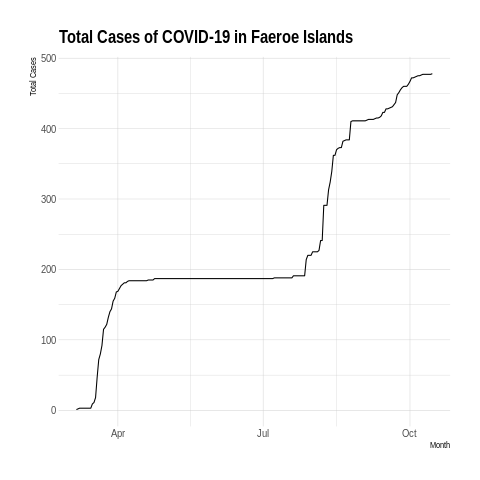 Total Cases of COVID-19 in Faeroe Islands
Total Cases
500
400
300
200
100
0
Apr
Jul
Oct
Month